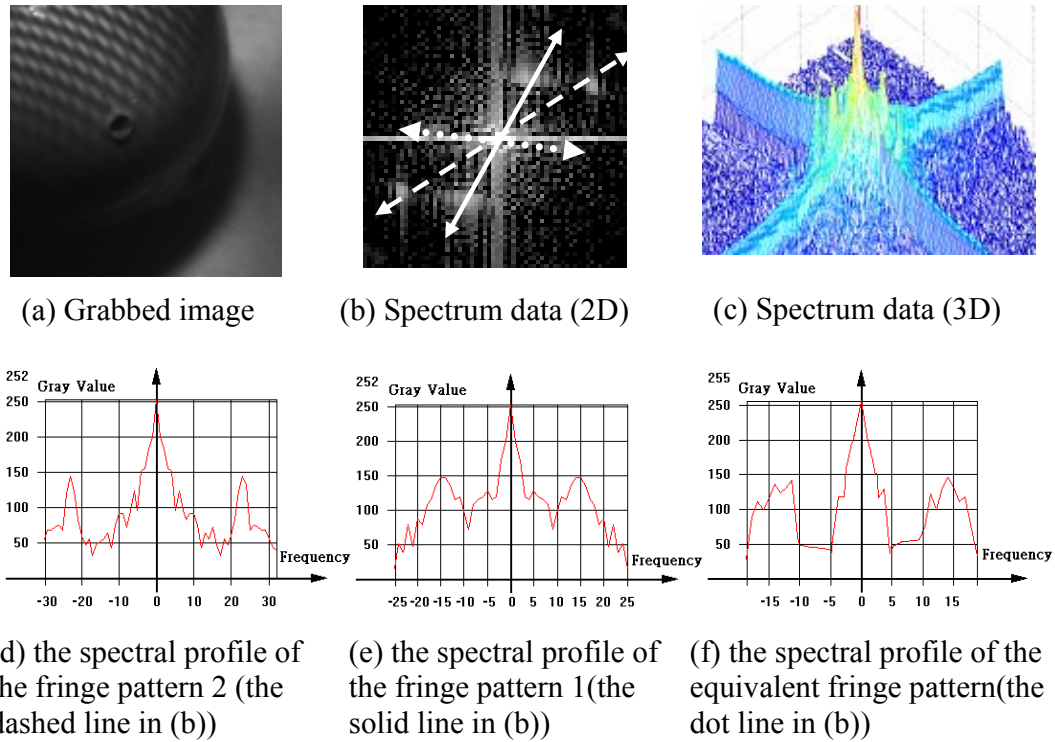 (a) Grabbed image
(b) Spectrum data (2D)
(c) Spectrum data (3D)
252
Gray Value
250
200
150
100
50
Frequency
-30 -20 -10 0 10 20 30
252
Gray Value
250
200
150
100
50
Frequency
-25 -20 -15 -10 -5 0 5 10 15 20 25
255
Gray Value
250
200
150
100
50
Frequency
-15 -10 -5 0 5 10 15
d) the spectral profile of
he fringe pattern 2 (the
lashed line in (b))
(e) the spectral profile of
the fringe pattern 1(the
solid line in (b))
(f) the spectral profile of the
equivalent fringe pattern(the
dot line in (b))